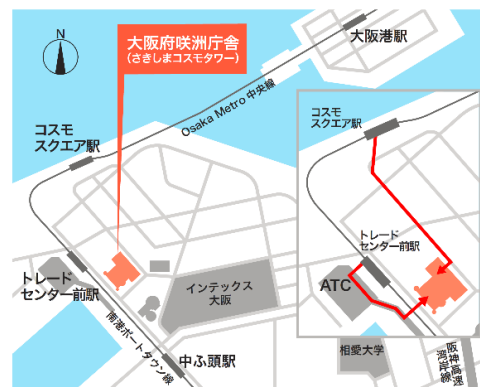 N
大阪府咲洲庁舎
(さきしまコスモタワー)
大阪港駅
Osaka Metro 中央線
コスモ
スクエア駅
トレード
センター前駅
インテックス
大阪
南港ポートタウン線
中ふ頭駅
コスモ
スクエア駅
トレード
センター前駅
ATC
相愛大学
阪神高速
湾岸線